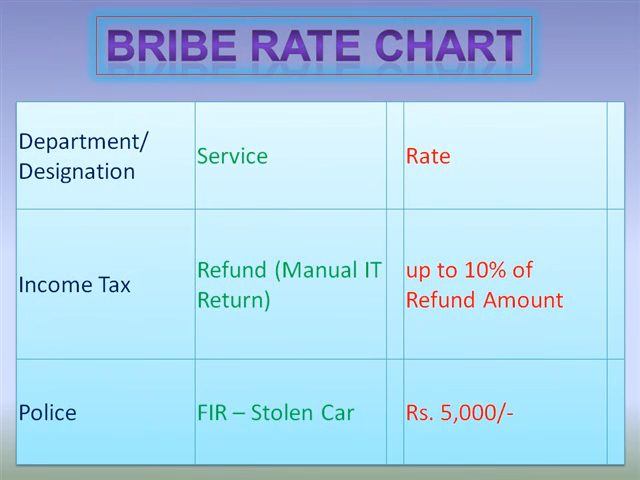 BRIBE RATE CHART
Department/
Designation
Service
Rate
Income Tax
Refund (Manual IT
Return)
up to 10% of
Refund Amount
Police
FIR – Stolen Car
Rs. 5,000/-